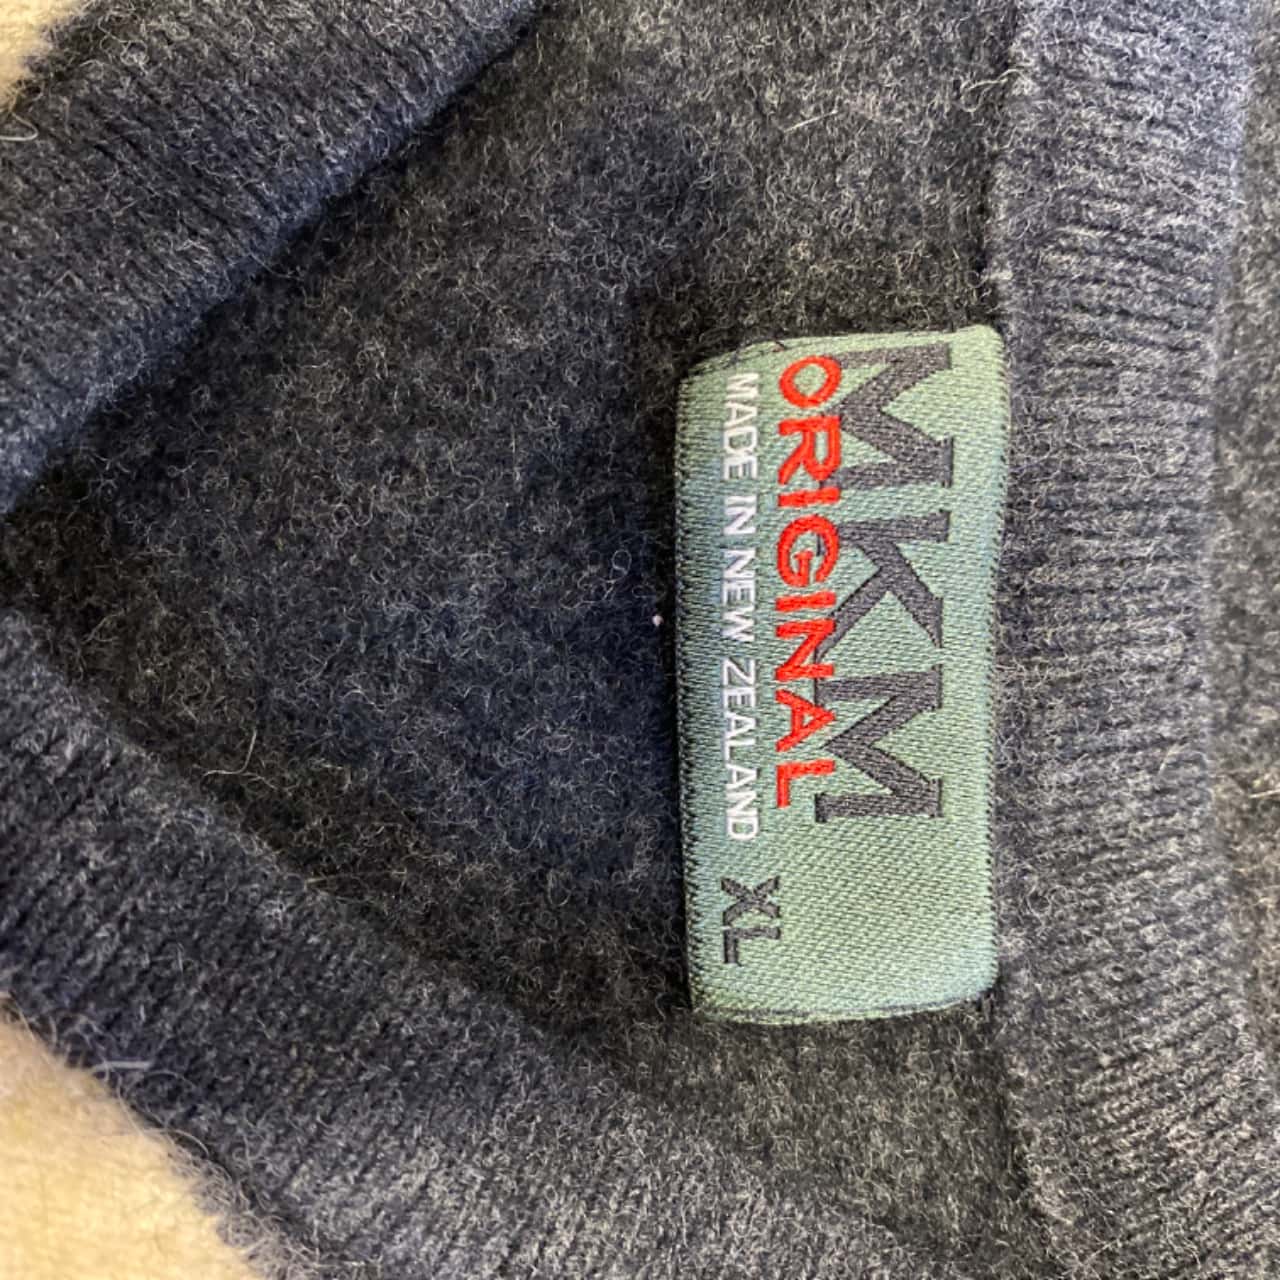 MKM
ORIGINAL
MADE IN NEW ZEALAND
XL